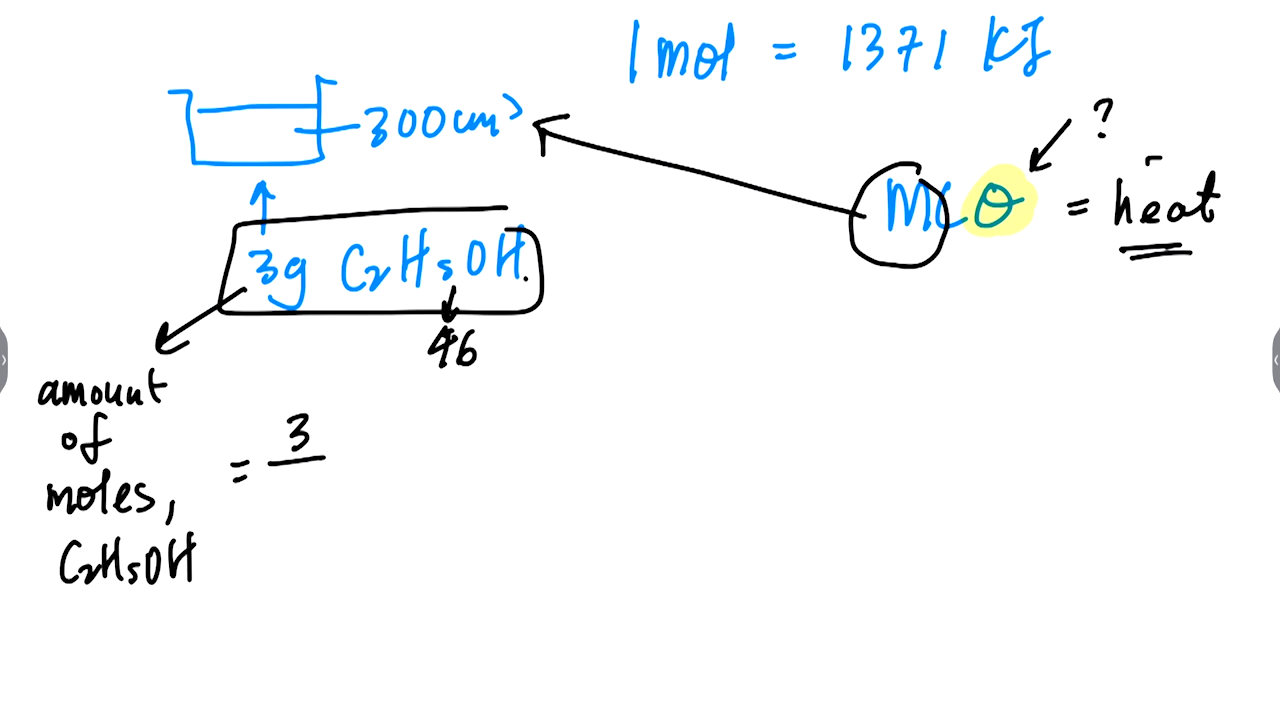 1 mol = 1371 KJ
300cm³
?
mcθ = heat
3g C₂H₅OH.
46
amount
of
moles,
C₂H₅OH
= 3